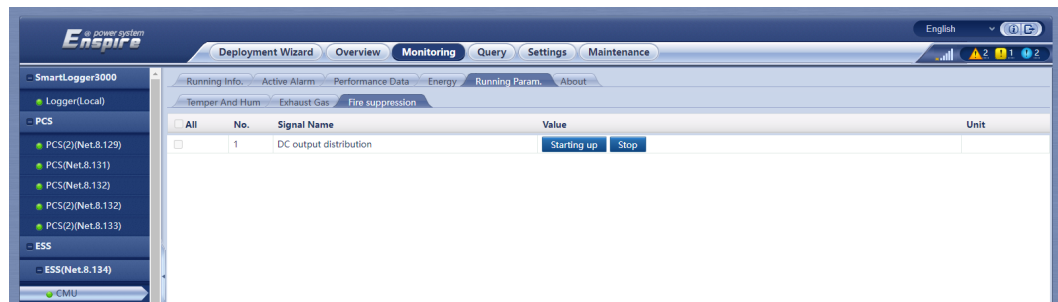 Enspire
e power system
English
Deployment Wizard Overview Monitoring Query Settings Maintenance
2 1 2
SmartLogger3000
Logger(Local)
PCS
PCS(2)(Net.8.129)
PCS(Net.8.131)
PCS(Net.8.132)
PCS(2)(Net.8.132)
PCS(2)(Net.8.133)
ESS
ESS(Net.8.134)
CMU
Running Info. Active Alarm Performance Data Energy Running Param. About
Temper And Hum Exhaust Gas Fire suppression
All No. Signal Name Value Unit
1 DC output distribution Starting up Stop